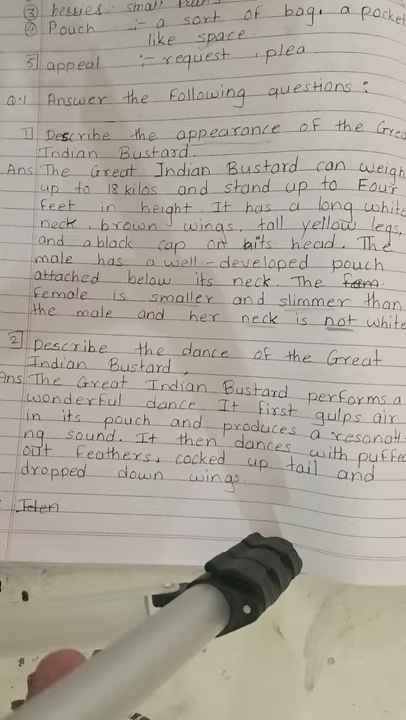 ③ berries: small
④ Pouch :- a sort of bag, a pocket
like space
5] appeal :- request, plea
Q.1 Answer the Following questions :
1] Describe the appearance of the Grea
Indian Bustard.
Ans The Great Indian Bustard can weigh
up to 18 kilos and stand up to Four
feet in height. It has a long white
neck, brown wings, tall yellow legs,
and a black cap on its head. The
male has a well-developed pouch
attached below its neck. The
Female is smaller and slimmer than
the male and her neck is not white
2] Describe the dance of the Great
Indian Bustard.
Ans The Great Indian Bustard performs a
wonderful dance It first gulps air
in its pouch and produces a resonati
ng sound. It then dances with puffe
out feathers, cocked up tail and
dropped down wings.
Iden